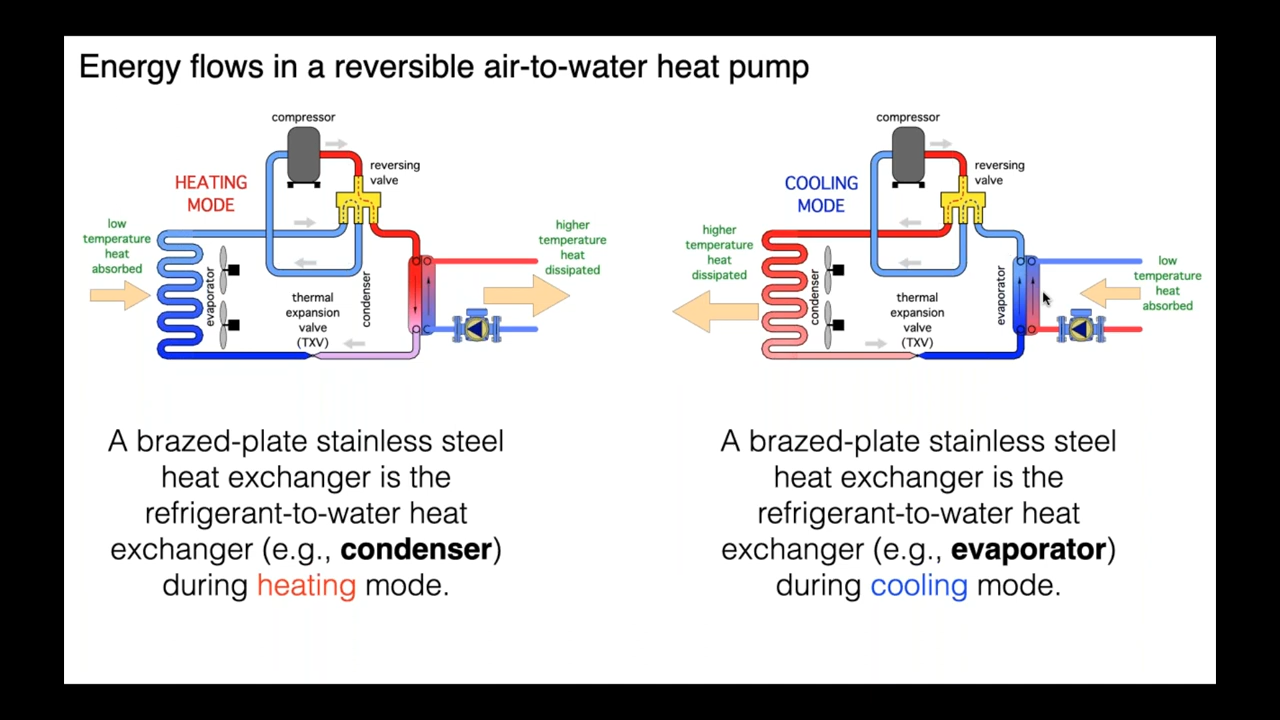 Energy flows in a reversible air-to-water heat pump
compressor
reversing
valve
HEATING
MODE
low
temperature
heat
absorbed
evaporator
thermal
expansion
valve
(TXV)
condenser
higher
temperature
heat
dissipated
A brazed-plate stainless steel
heat exchanger is the
refrigerant-to-water heat
exchanger (e.g., condenser)
during heating mode.
compressor
reversing
valve
COOLING
MODE
higher
temperature
heat
dissipated
condenser
thermal
expansion
valve
(TXV)
evaporator
low
temperature
heat
absorbed
A brazed-plate stainless steel
heat exchanger is the
refrigerant-to-water heat
exchanger (e.g., evaporator)
during cooling mode.